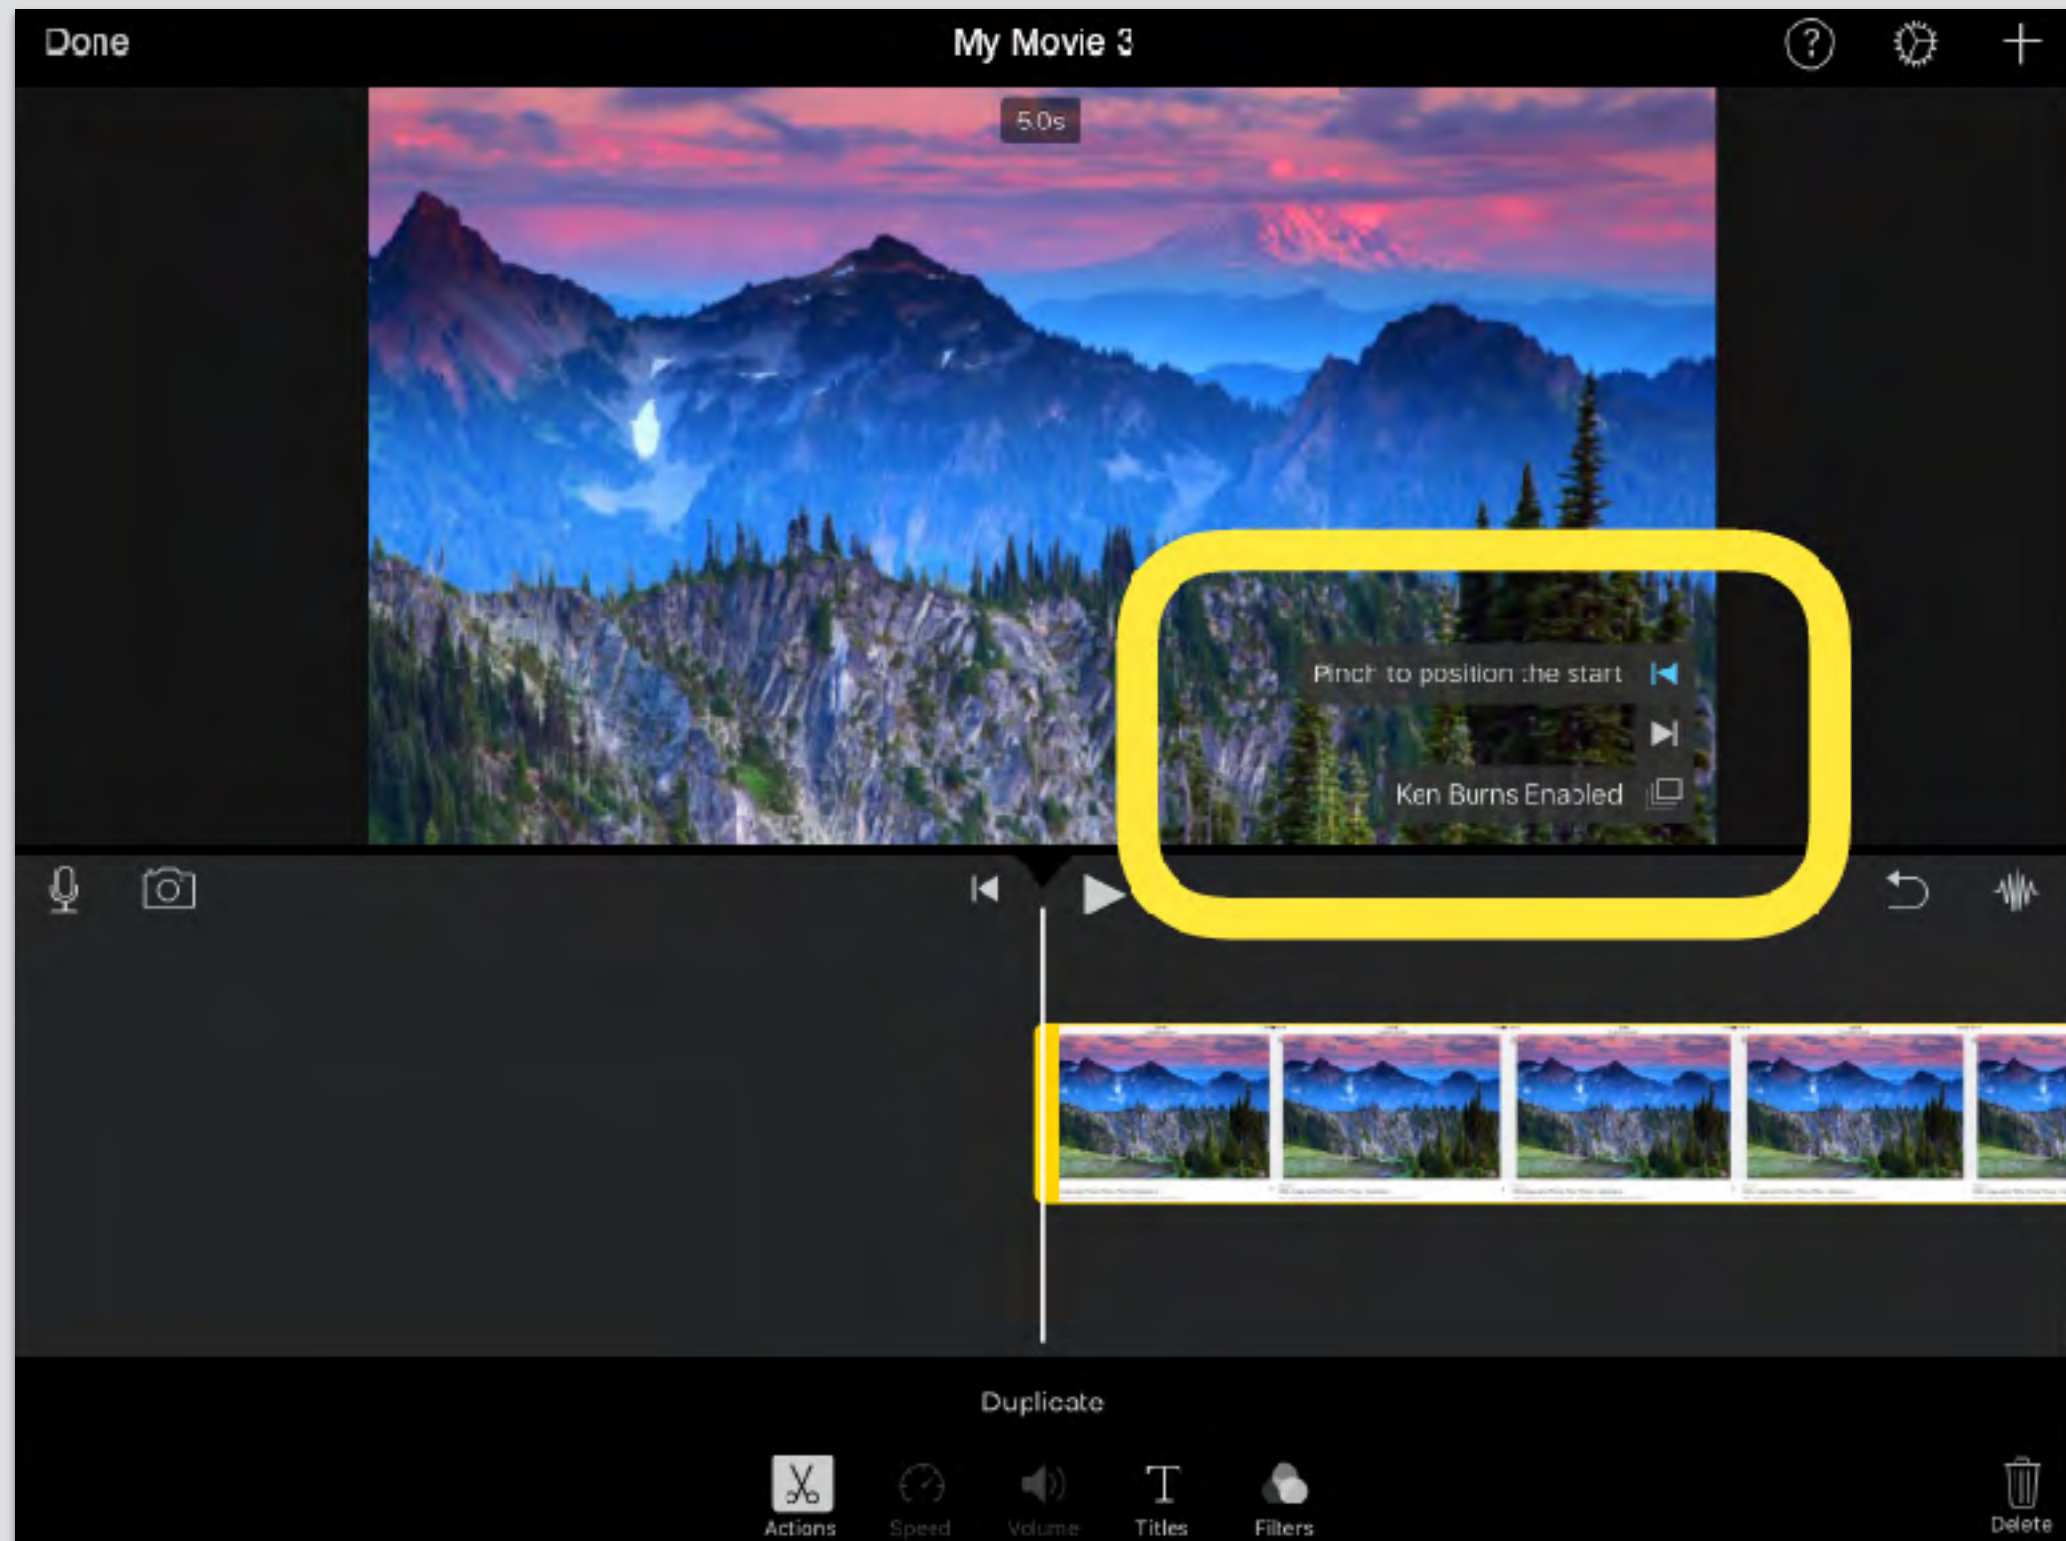 Done
My Movie 3
5.0s
Pinch to position the start
Ken Burns Enabled
Duplicate
Actions
Speed
Volume
Titles
Filters
Delete